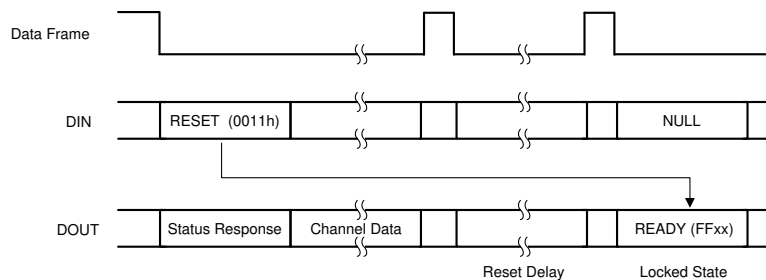 Data Frame
DIN
RESET (0011h)
NULL
DOUT
Status Response
Channel Data
READY (FFxx)
Reset Delay
Locked State